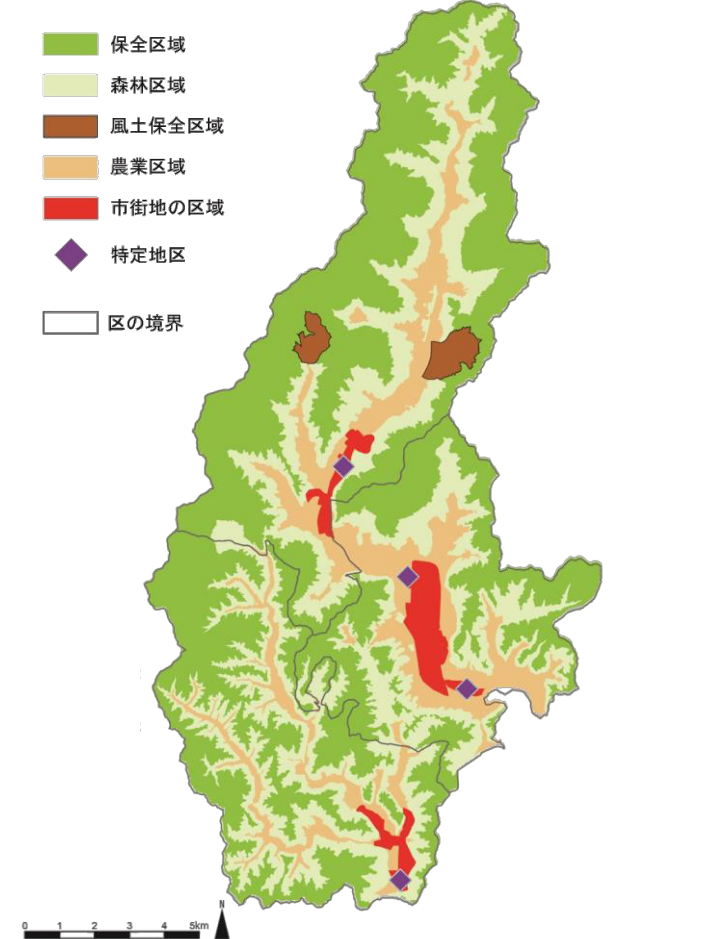 保全区域
森林区域
風土保全区域
農業区域
市街地の区域
特定地区
区の境界
N
0 1 2 3 4 5km